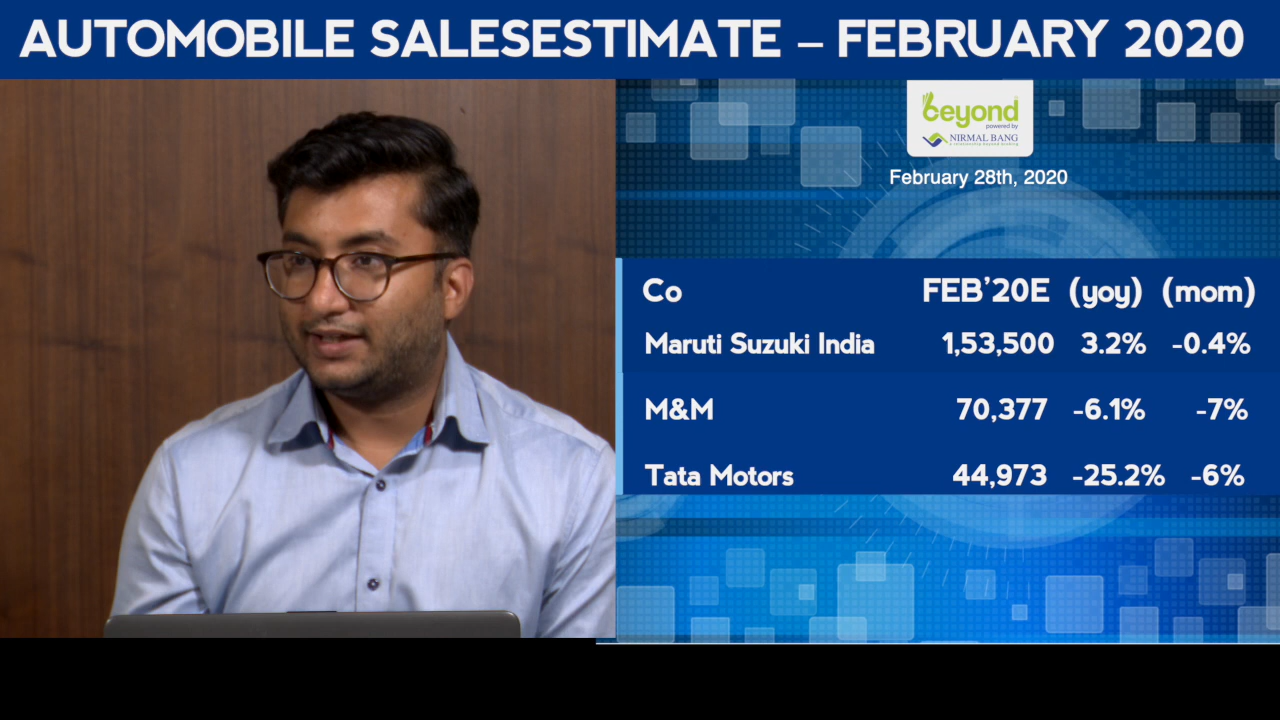 AUTOMOBILE SALESESTIMATE – FEBRUARY 2020
beyond
powered by
NIRMAL BANG
February 28th, 2020
Co FEB'20E (yoy) (mom)
Maruti Suzuki India 1,53,500 3.2% -0.4%
M&M 70,377 -6.1% -7%
Tata Motors 44,973 -25.2% -6%